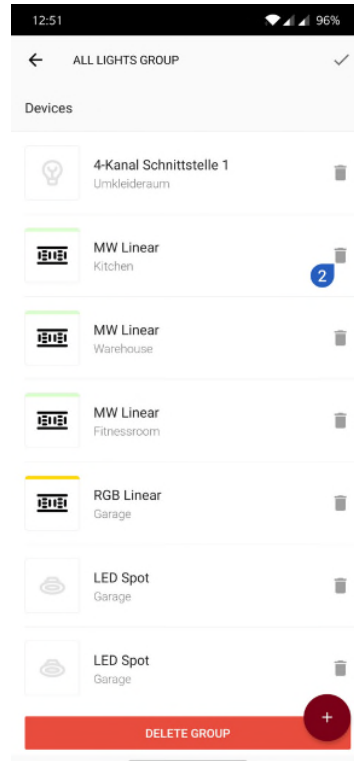 12:51 96%
ALL LIGHTS GROUP
Devices
4-Kanal Schnittstelle 1
Umkleideraum
MW Linear
Kitchen
2
MW Linear
Warehouse
MW Linear
Fitnessroom
RGB Linear
Garage
LED Spot
Garage
LED Spot
Garage
DELETE GROUP
+